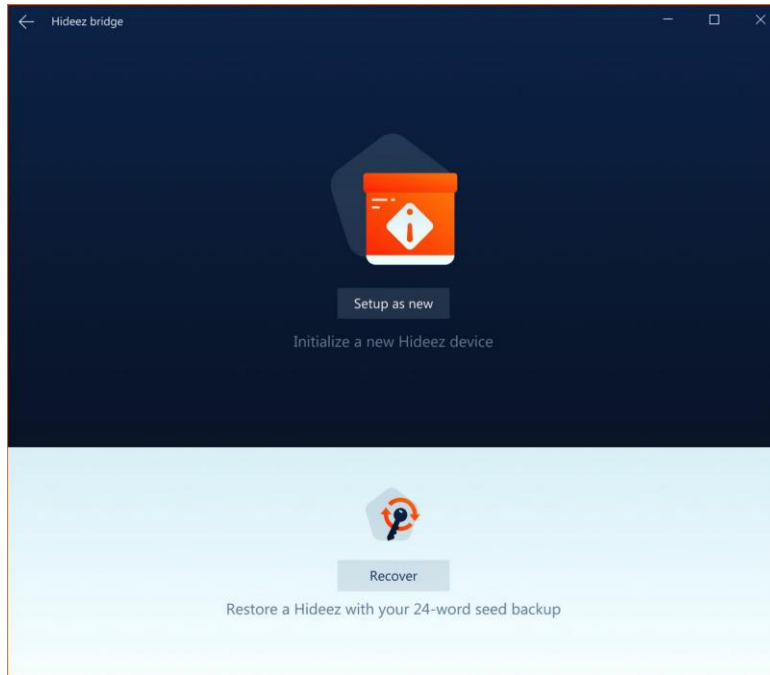 Hideez bridge
Setup as new
Initialize a new Hideez device
Recover
Restore a Hideez with your 24-word seed backup